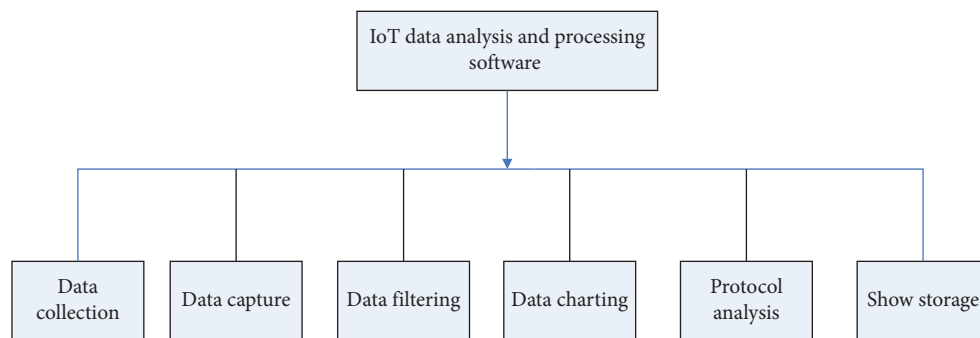 IoT data analysis and processing
software
Data
collection
Data capture
Data filtering
Data charting
Protocol
analysis
Show storage